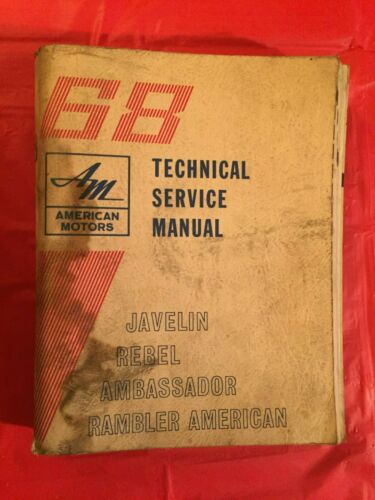 68
AM
AMERICAN
MOTORS
TECHNICAL
SERVICE
MANUAL
JAVELIN
REBEL
AMBASSADOR
RAMBLER AMERICAN